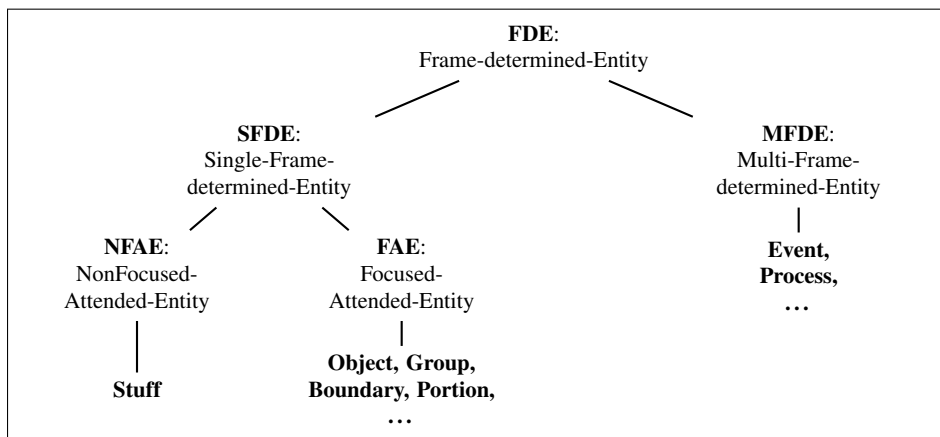 FDE:
Frame-determined-Entity
SFDE:
Single-Frame-
determined-Entity
MFDE:
Multi-Frame-
determined-Entity
NFAE:
NonFocused-
Attended-Entity
FAE:
Focused-
Attended-Entity
Event,
Process,
...
Stuff
Object, Group,
Boundary, Portion,
...